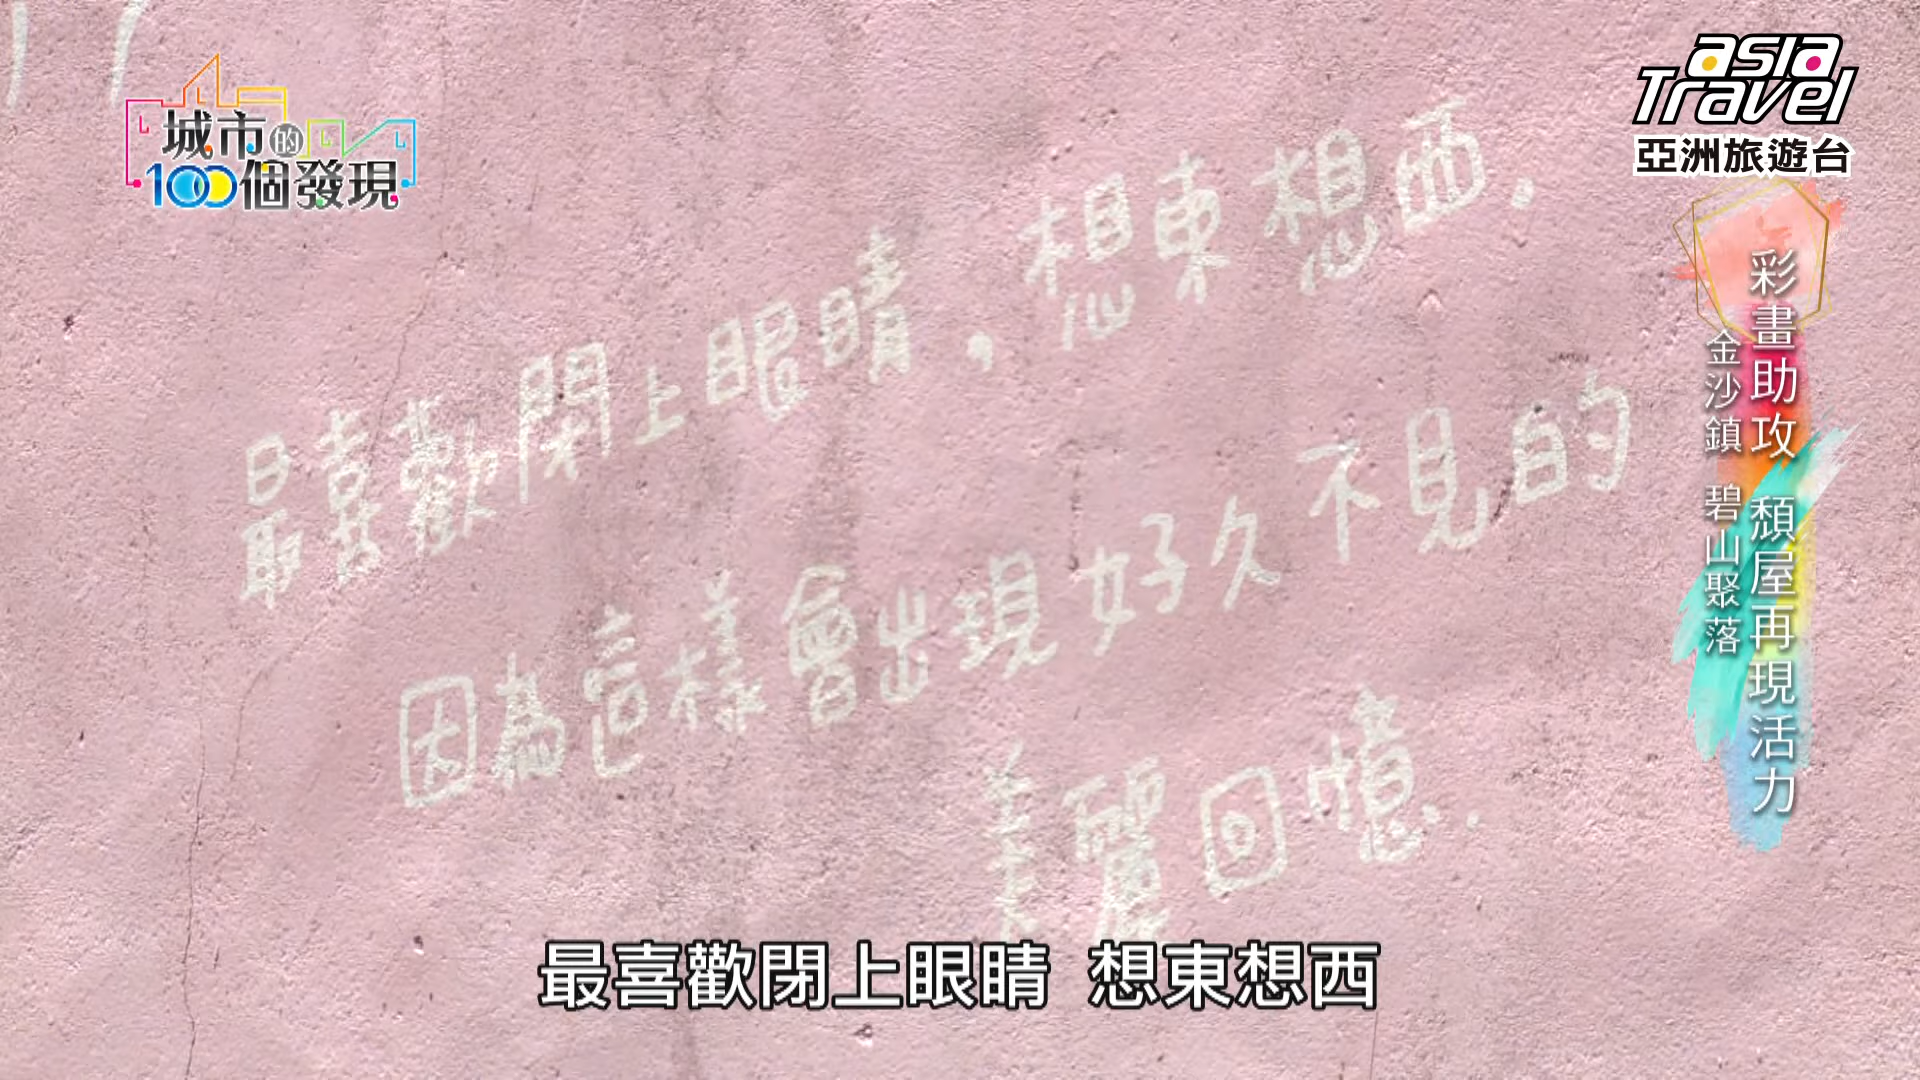 城市的
100個發現
asia
Travel
亞洲旅遊台
彩畫助攻 頹屋再現活力
金沙鎮 碧山聚落
最喜歡閉上眼睛，想東想西.
因為這樣會出現好久不見的
美麗回憶..
最喜歡閉上眼睛 想東想西